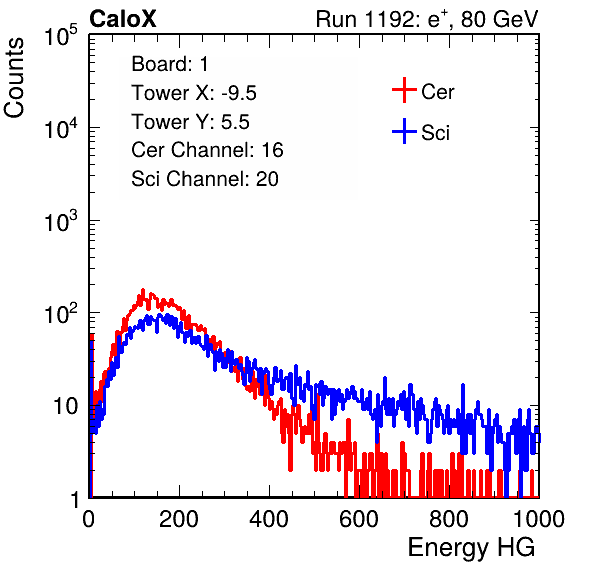 CaloX Run 1192: e⁺, 80 GeV
Counts
Board: 1
Tower X: -9.5
Tower Y: 5.5
Cer Channel: 16
Sci Channel: 20
Cer
Sci
10⁵
10⁴
10³
10²
10
1
0 200 400 600 800 1000
Energy HG